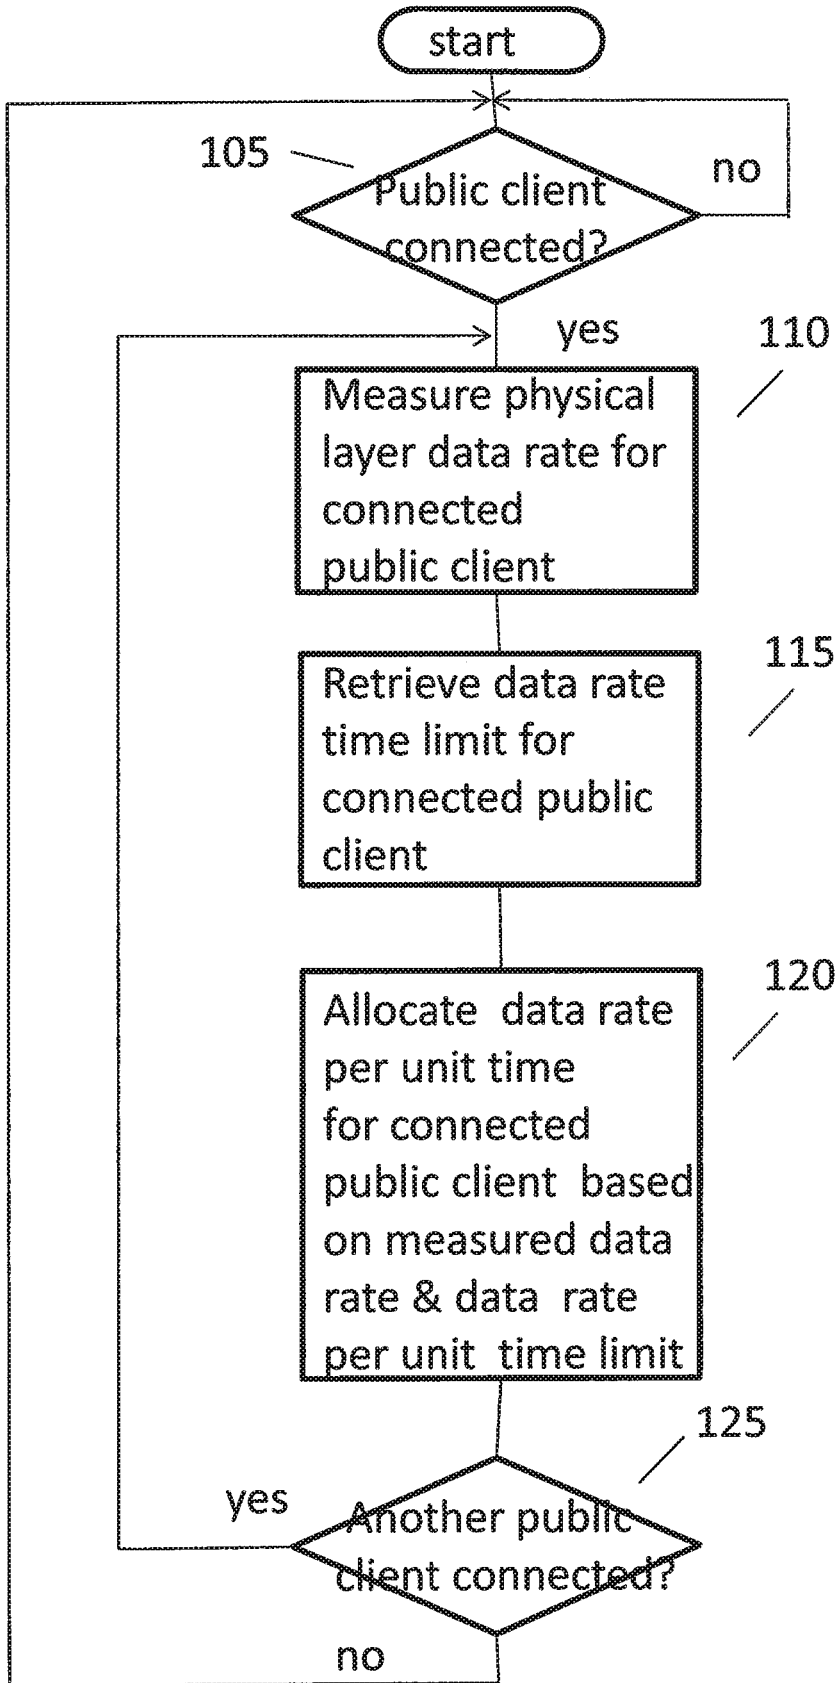 start
105
no
Public client
connected?
yes
110
Measure physical
layer data rate for
connected
public client
115
Retrieve data rate
time limit for
connected public
client
120
Allocate data rate
per unit time
for connected
public client based
on measured data
rate & data rate
per unit time limit
125
yes
Another public
client connected?
no